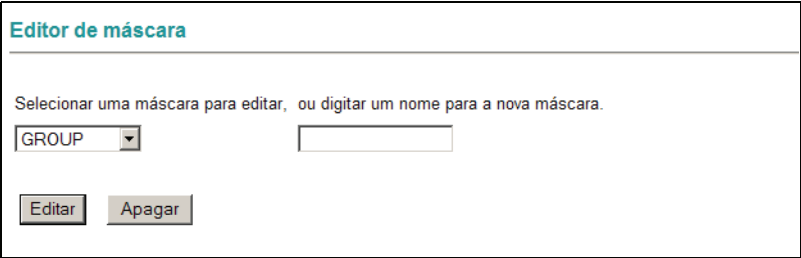 Editor de máscara
Selecionar uma máscara para editar, ou digitar um nome para a nova máscara.
GROUP
Editar Apagar